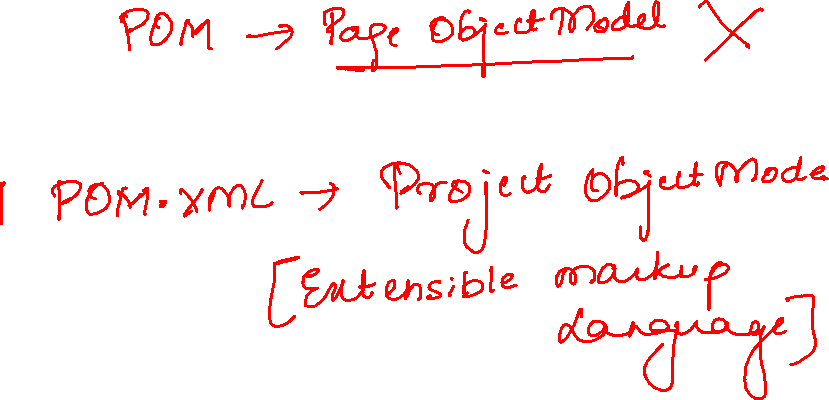 POM → Page Object Model X
POM.XML → Project Object Mode
[Extensible markup
Language]